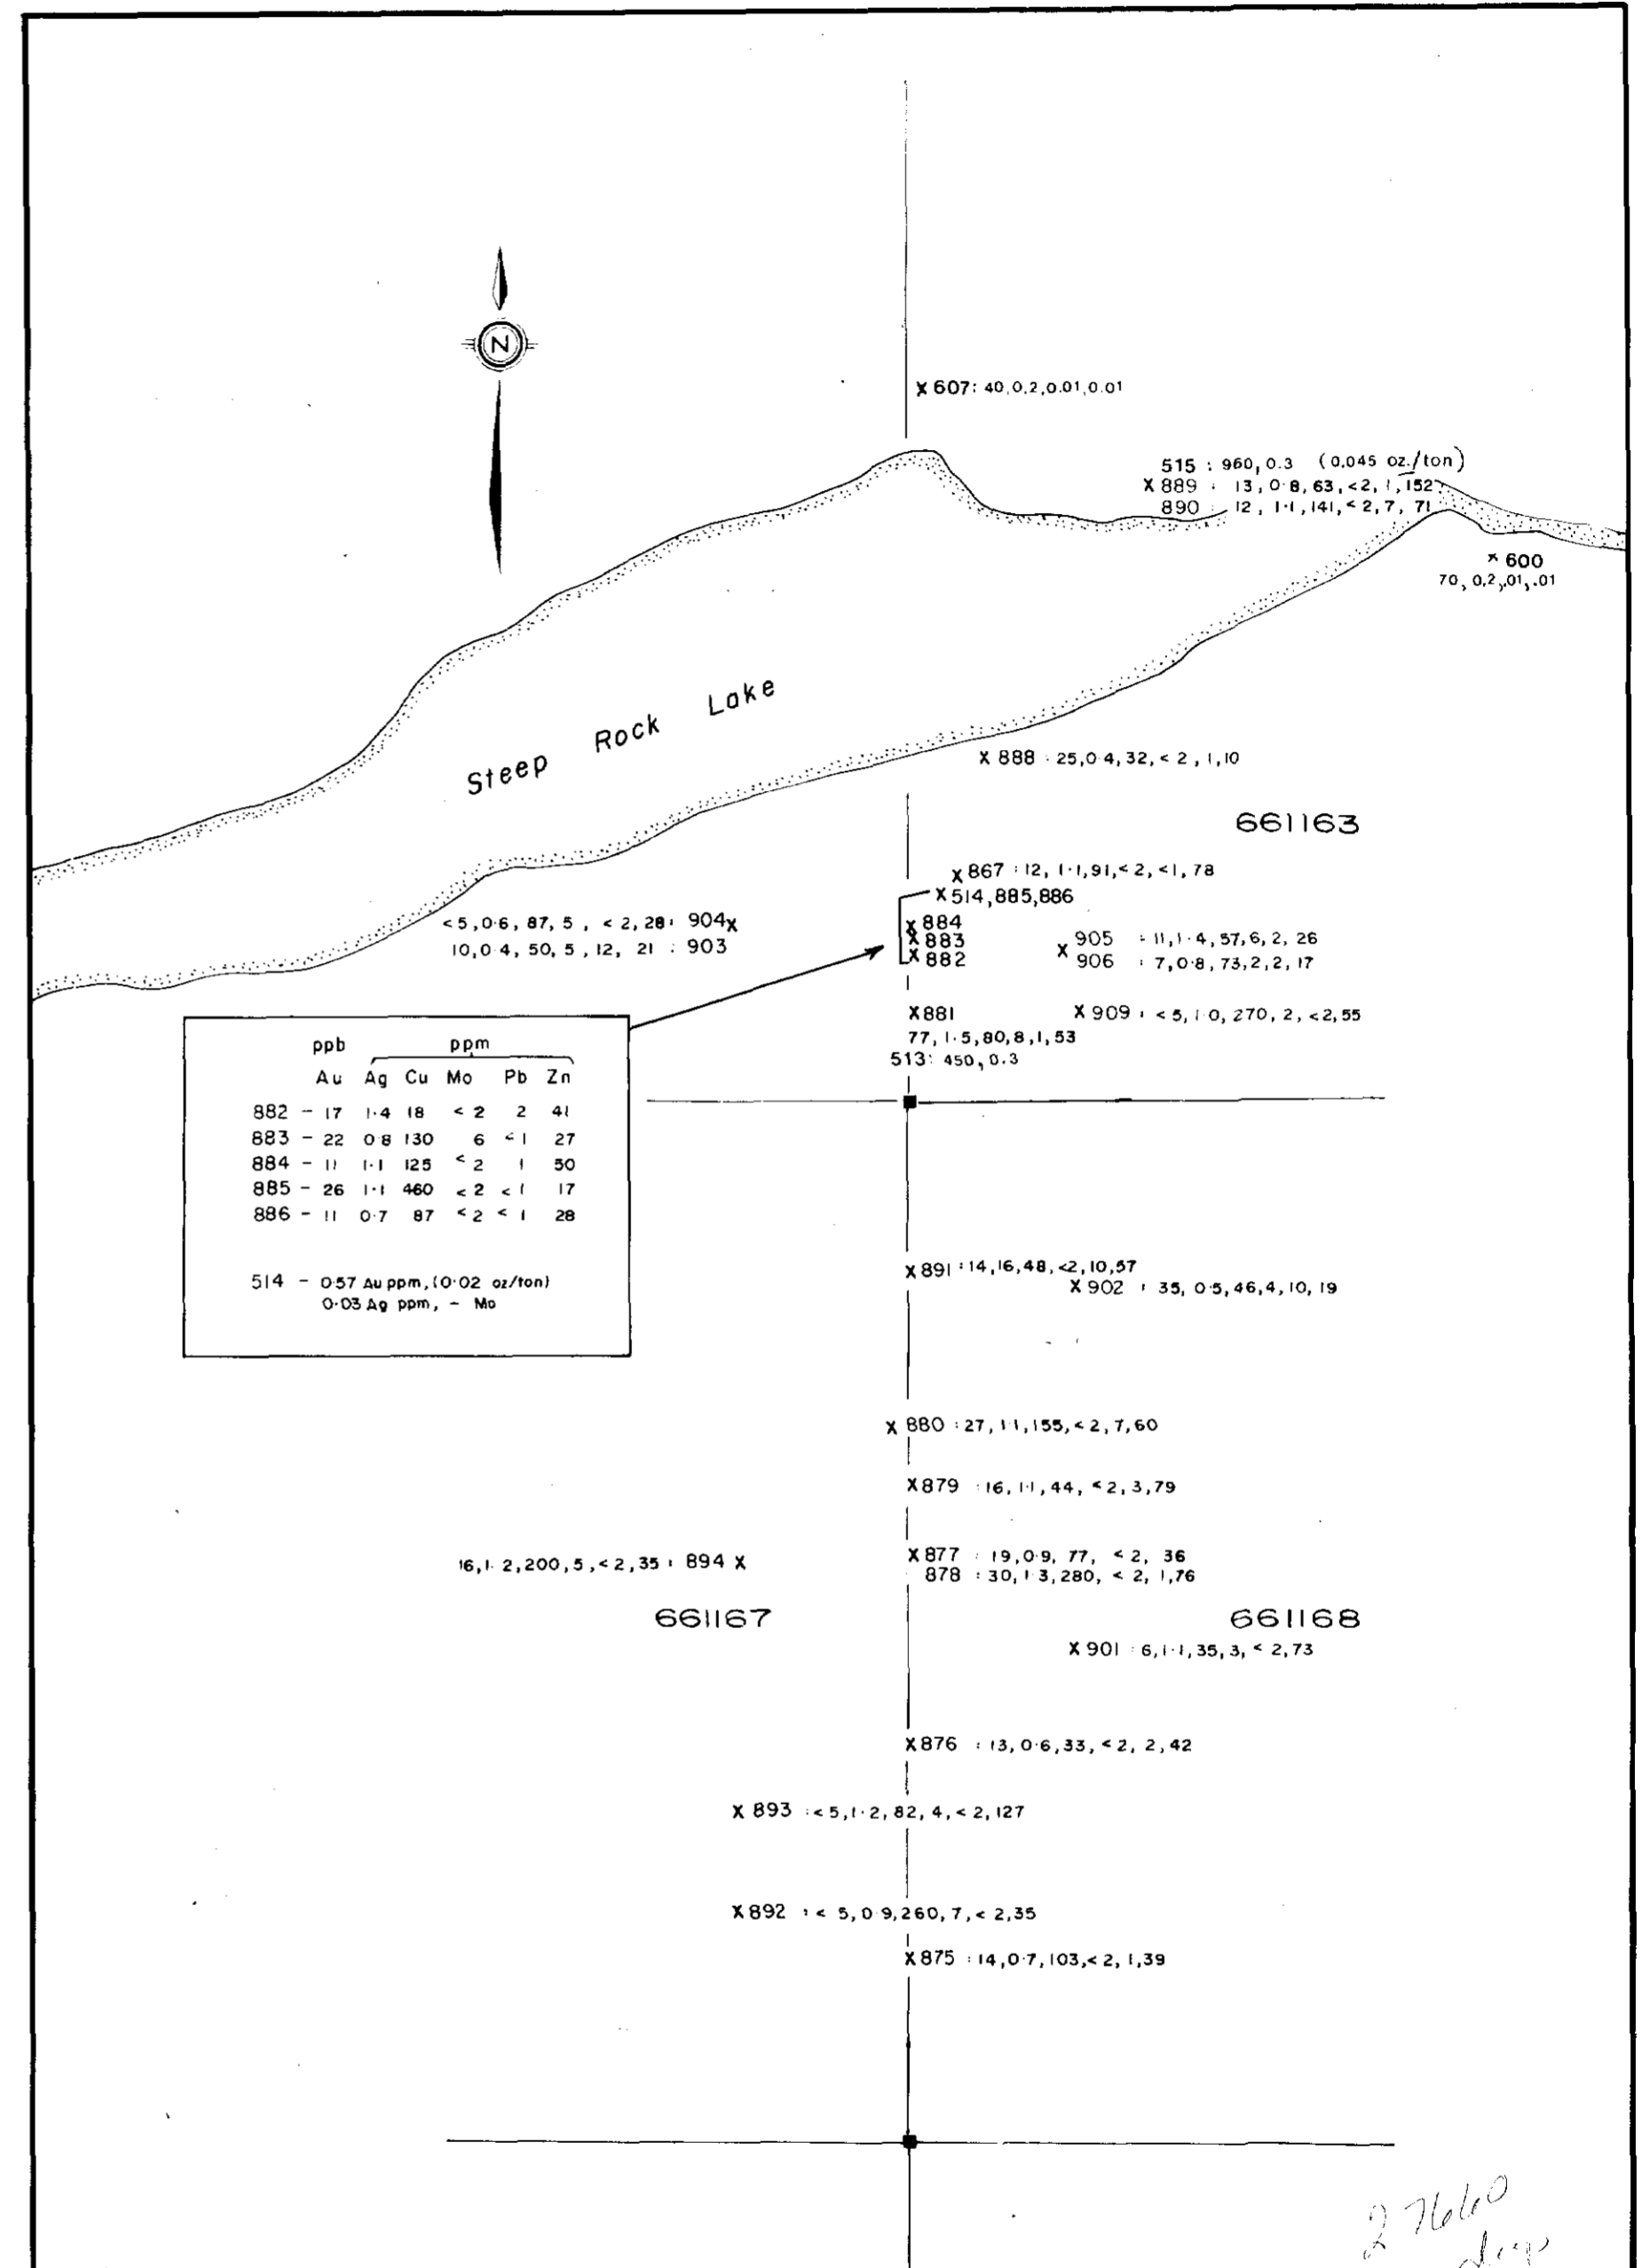 N
X 607: 40,0.2,0.01,0.01
515 : 960,0.3 (0.045 oz./ton)
X 889 : 13, 0·8, 63, <2, 1, 152
890 : 12, 1·1, 141, < 2, 7, 71
x 600
70, 0.2,.01,.01
Steep Rock Lake
X 888 : 25,0·4, 32, < 2, 1,10
661163
X 867 : 12, 1·1,91,< 2, <1, 78
X 514,885,886
<5,0·6, 87, 5, < 2, 28: 904X
10,0·4, 50, 5, 12, 21 : 903
X 884
X 883
X 882
905 : 11,1·4, 57,6, 2, 26
X
906 : 7,0·8, 73,2,2, 17
X881
77, 1·5,80,8,1,53
513: 450, 0.3
X 909 : < 5, 1·0, 270, 2, <2,55
ppb ppm
Au Ag Cu Mo Pb Zn
882 - 17 1·4 18 < 2 2 41
883 - 22 0·8 130 6 <1 27
884 - 11 1·1 125 < 2 1 50
885 - 26 1·1 460 < 2 < 1 17
886 - 11 0·7 87 < 2 < 1 28
514 - 0·57 Au ppm, (0·02 oz/ton)
0·03 Ag ppm, - Mo
X 891 : 14, 16, 48, <2, 10,57
X 902 : 35, 0·5, 46,4, 10, 19
X 880 : 27, 1·1, 155, < 2, 7, 60
X879 : 16, 1·1, 44, < 2, 3, 79
16,1·2,200, 5,< 2,35 : 894 X
X877 : 19,0·9, 77, < 2, 36
878 : 30, 1·3, 280, < 2, 1,76
661167
661168
X 901 : 6,1·1, 35, 3, < 2,73
X876 : 13, 0·6, 33, < 2, 2, 42
X 893 : < 5, 1·2, 82, 4, < 2, 127
X892 : < 5, 0·9,260, 7, < 2,35
X875 : 14,0·7, 103,< 2, 1,39